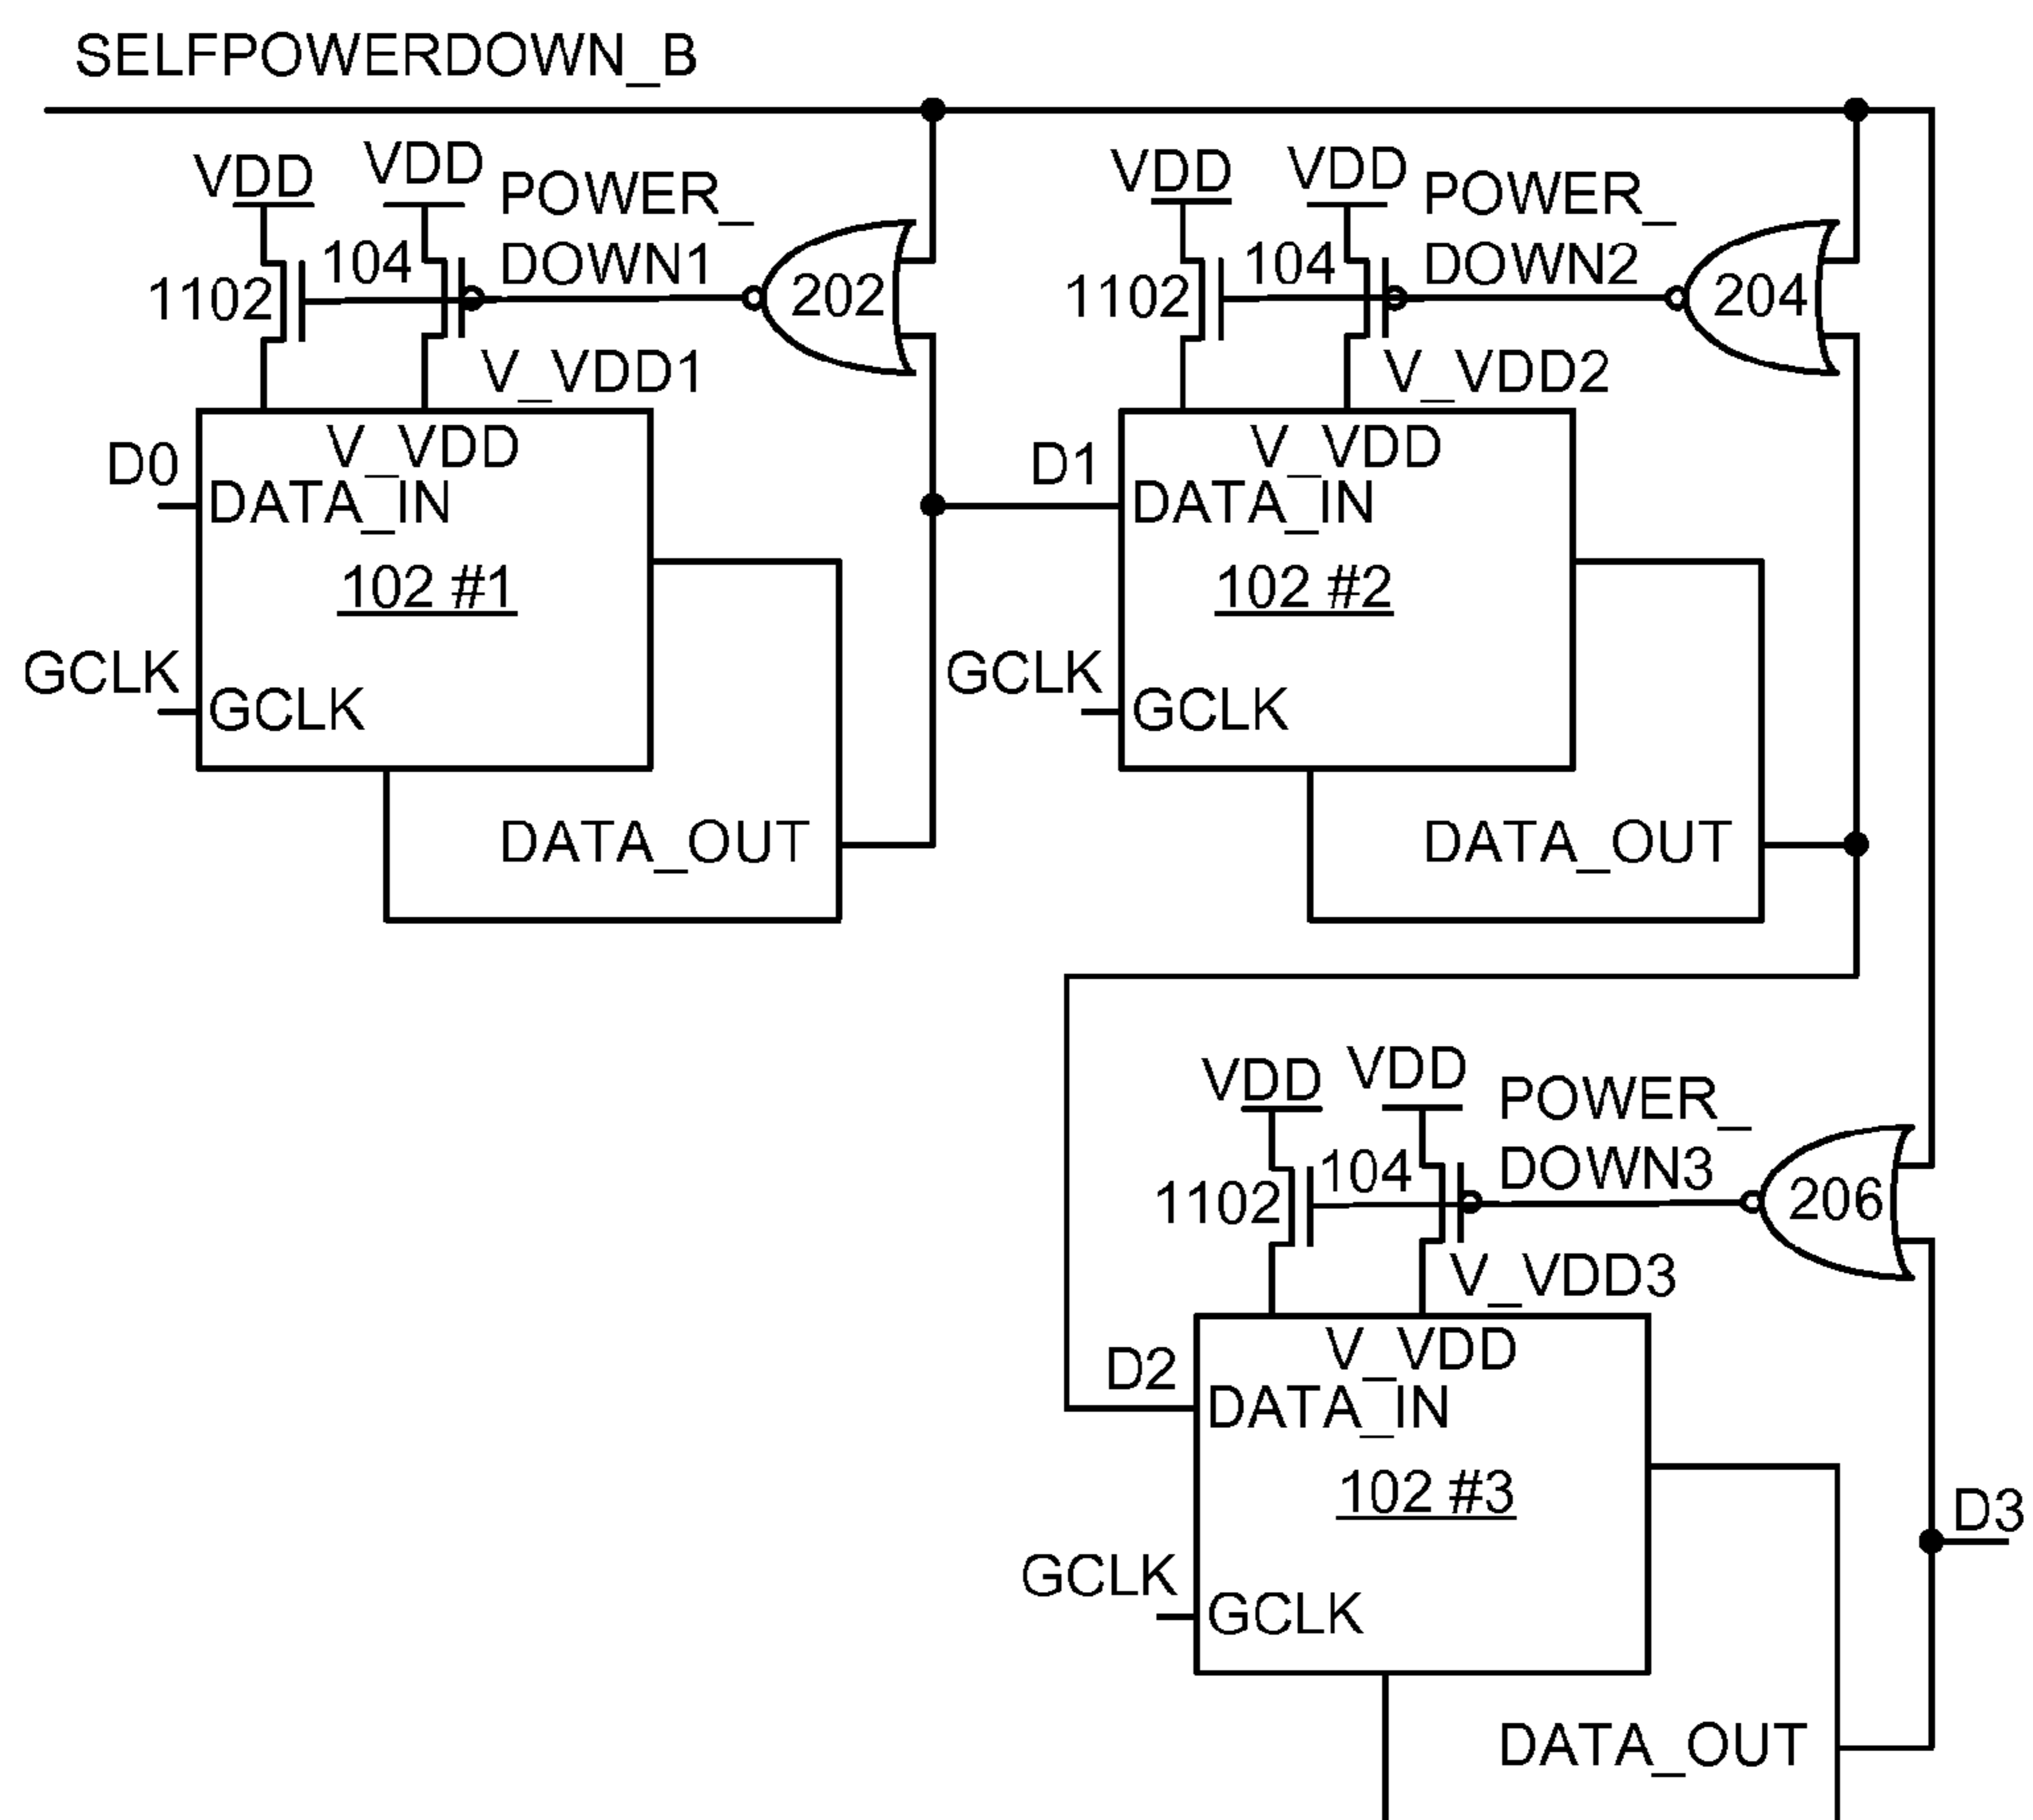 SELFPOWERDOWN_B
VDD
VDD
POWER_
DOWN1
1102
104
202
V_VDD1
VDD
VDD
POWER_
DOWN2
1102
104
204
V_VDD2
D0
V_VDD
DATA_IN
102 #1
GCLK
GCLK
DATA_OUT
D1
V_VDD
DATA_IN
102 #2
GCLK
GCLK
DATA_OUT
VDD
VDD
POWER_
DOWN3
1102
104
206
V_VDD3
D2
V_VDD
DATA_IN
102 #3
D3
GCLK
GCLK
DATA_OUT